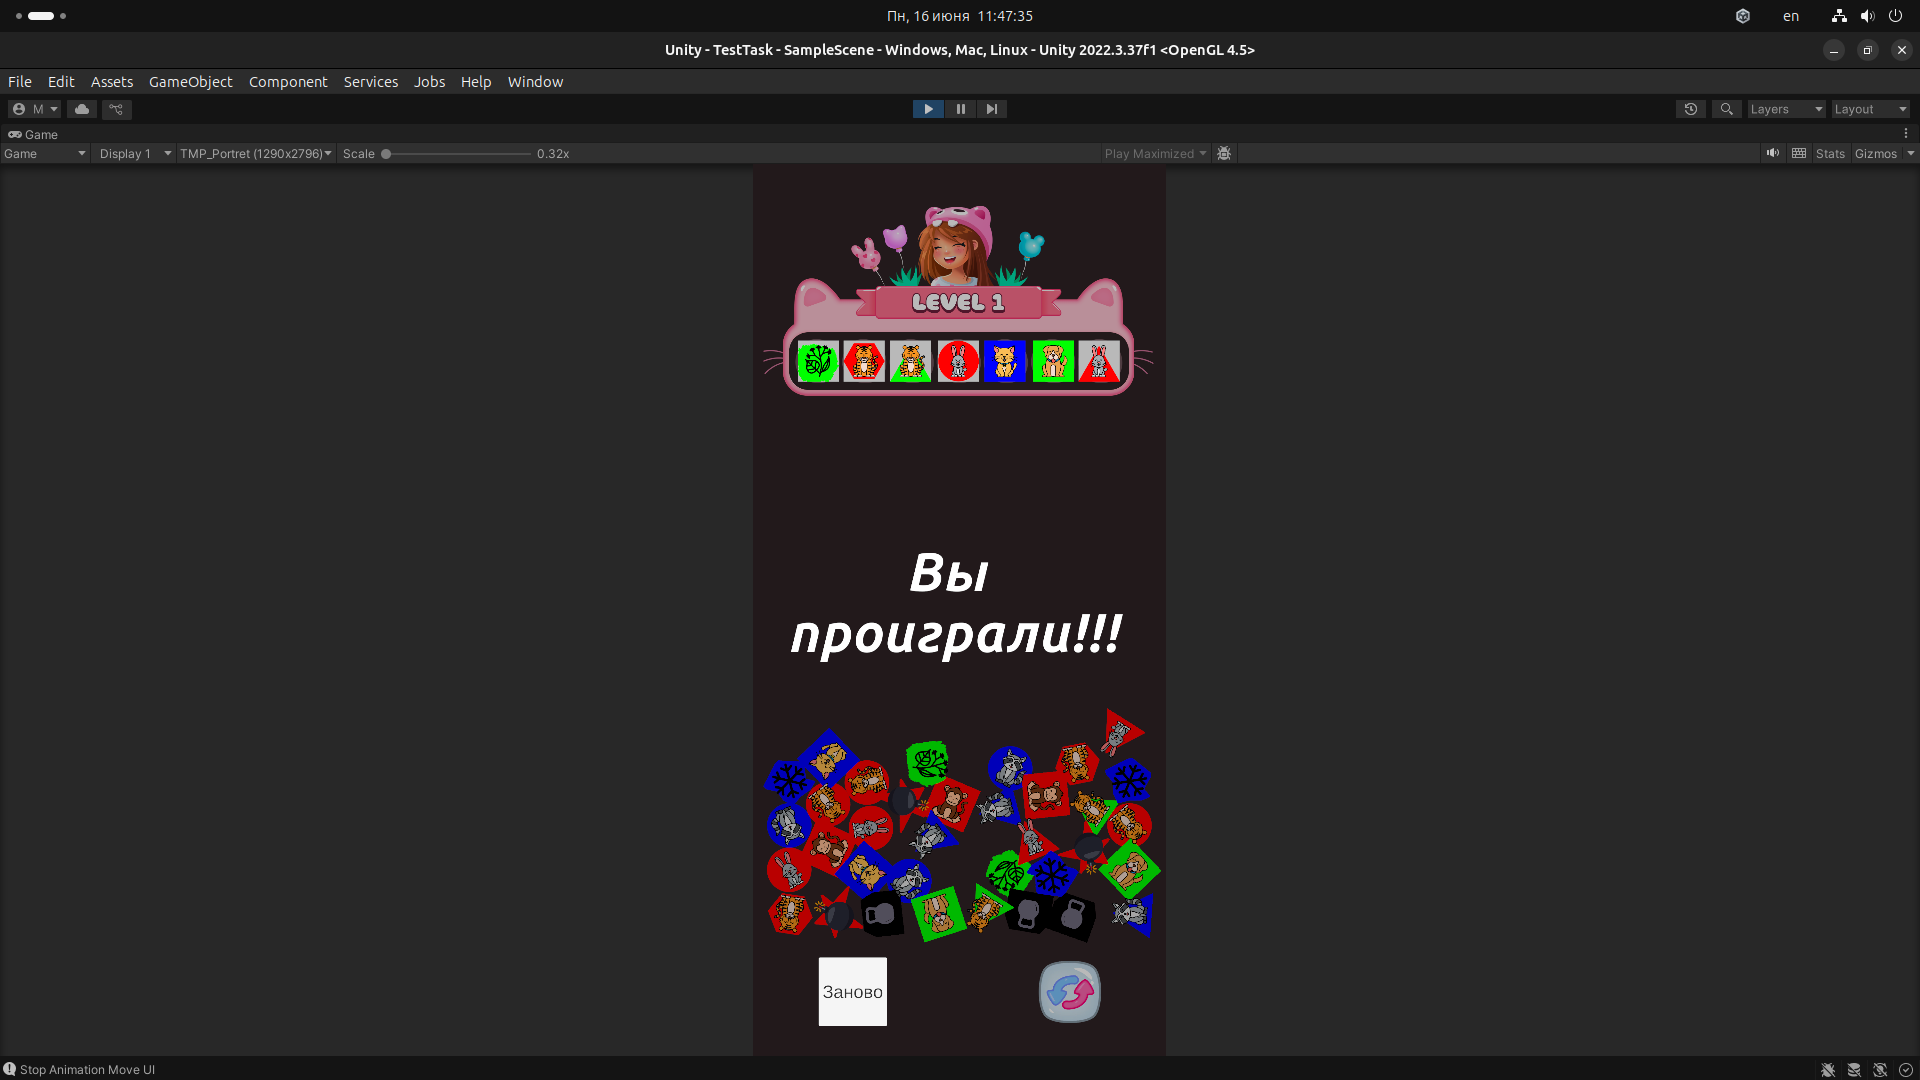 Пн, 16 июня 11:47:35
en
Unity - TestTask - SampleScene - Windows, Mac, Linux - Unity 2022.3.37f1 <OpenGL 4.5>
File Edit Assets GameObject Component Services Jobs Help Window
M
Layers
Layout
Game
Game
Display 1
TMP_Portret (1290x2796)
Scale
0.32x
Play Maximized
Stats
Gizmos
LEVEL 1
Вы
проиграли!!!
Заново
Stop Animation Move UI